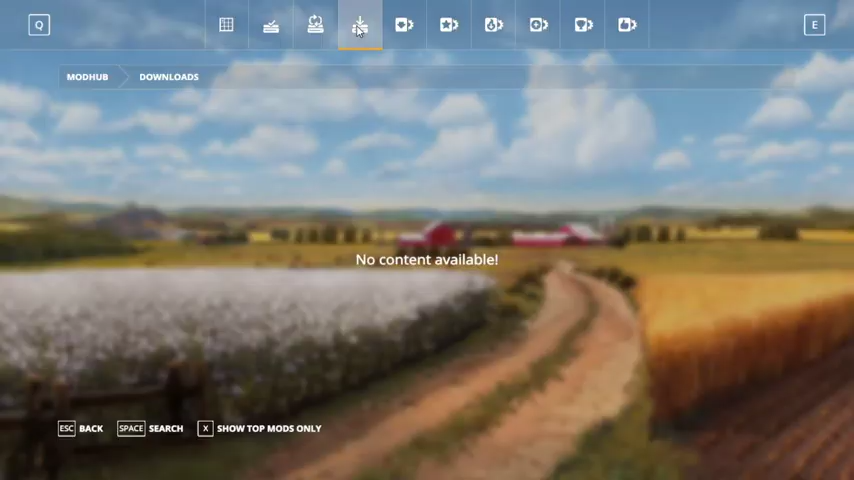 Q
E
MODHUB
DOWNLOADS
No content available!
ESC BACK SPACE SEARCH X SHOW TOP MODS ONLY